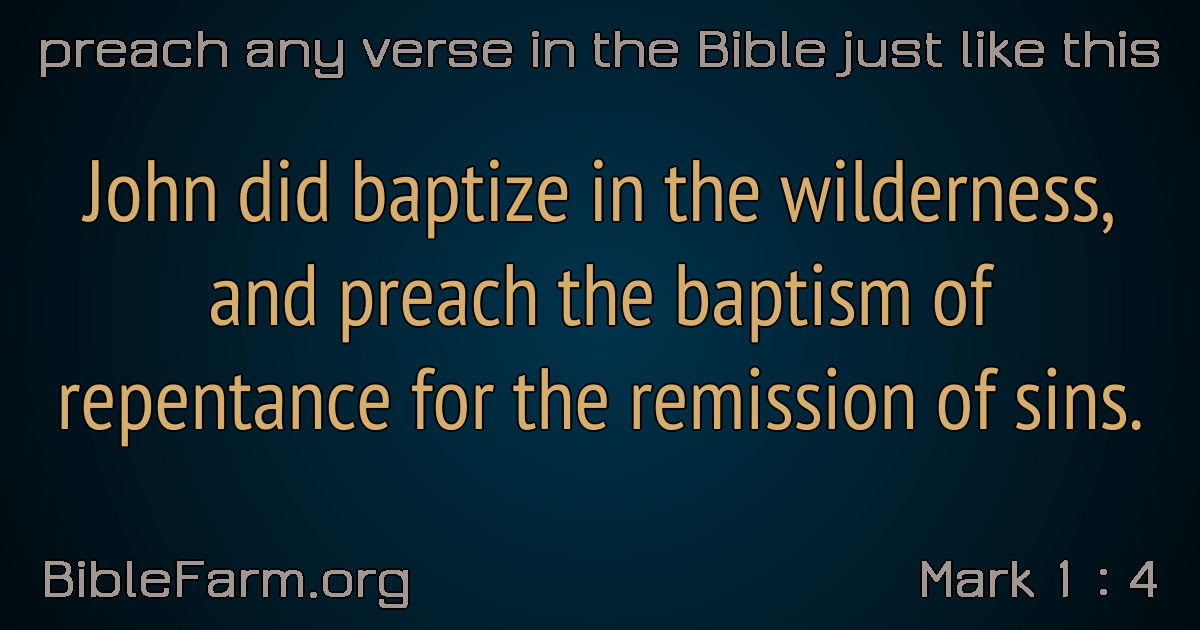 preach any verse in the Bible just like this
John did baptize in the wilderness,
and preach the baptism of
repentance for the remission of sins.
BibleFarm.org
Mark 1 : 4